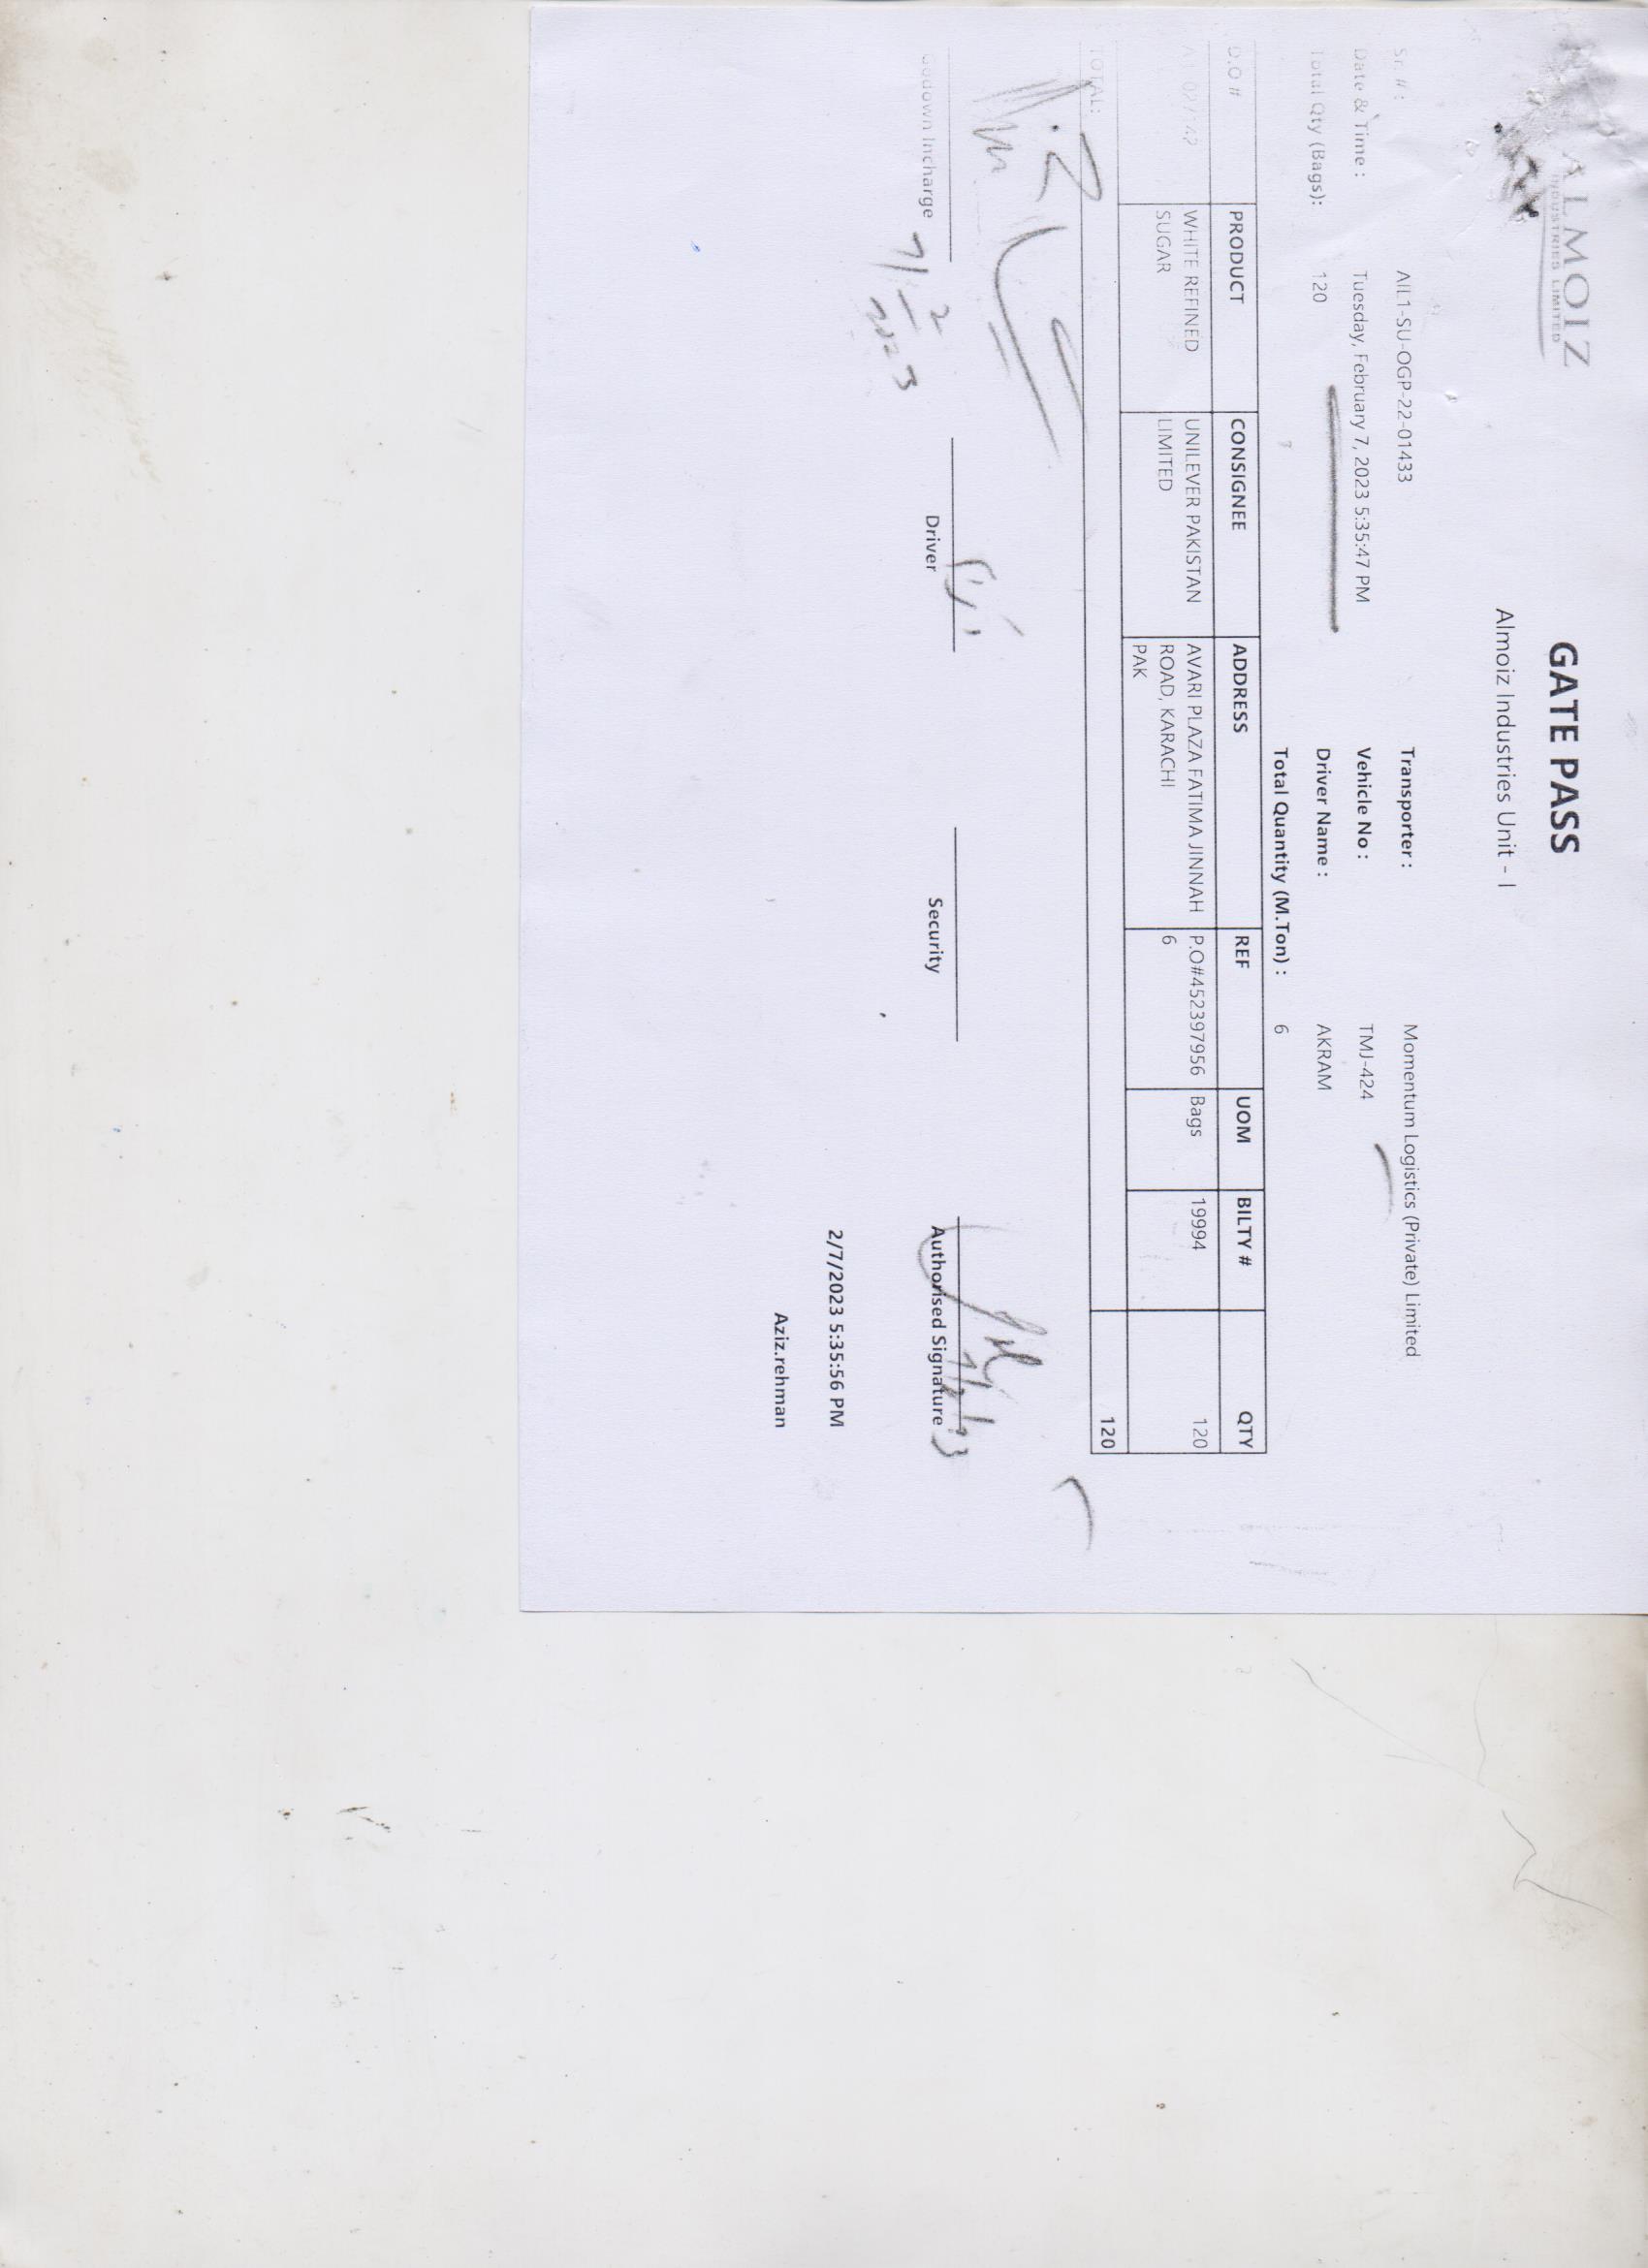 ALMOIZ
INDUSTRIES LIMITED
GATE PASS
Almoiz Industries Unit - I
Sr. # : AIL1-SU-OGP-22-01433 Transporter : Momentum Logistics (Private) Limited
Date & Time : Tuesday, February 7, 2023 5:35:47 PM Vehicle No : TMJ-424
Total Qty (Bags): 120 Driver Name : AKRAM
Total Quantity (M.Ton) : 6
D.O # PRODUCT CONSIGNEE ADDRESS REF UOM BILTY # QTY
WHITE REFINED UNILEVER PAKISTAN AVARI PLAZA FATIMA JINNAH P.O#452397956 Bags 19994 120
SUGAR LIMITED ROAD, KARACHI 6
PAK
TOTAL: 120
Godown Incharge Driver Security Authorised Signature
7/2
2023
7/2/23
2/7/2023 5:35:56 PM
Aziz.rehman